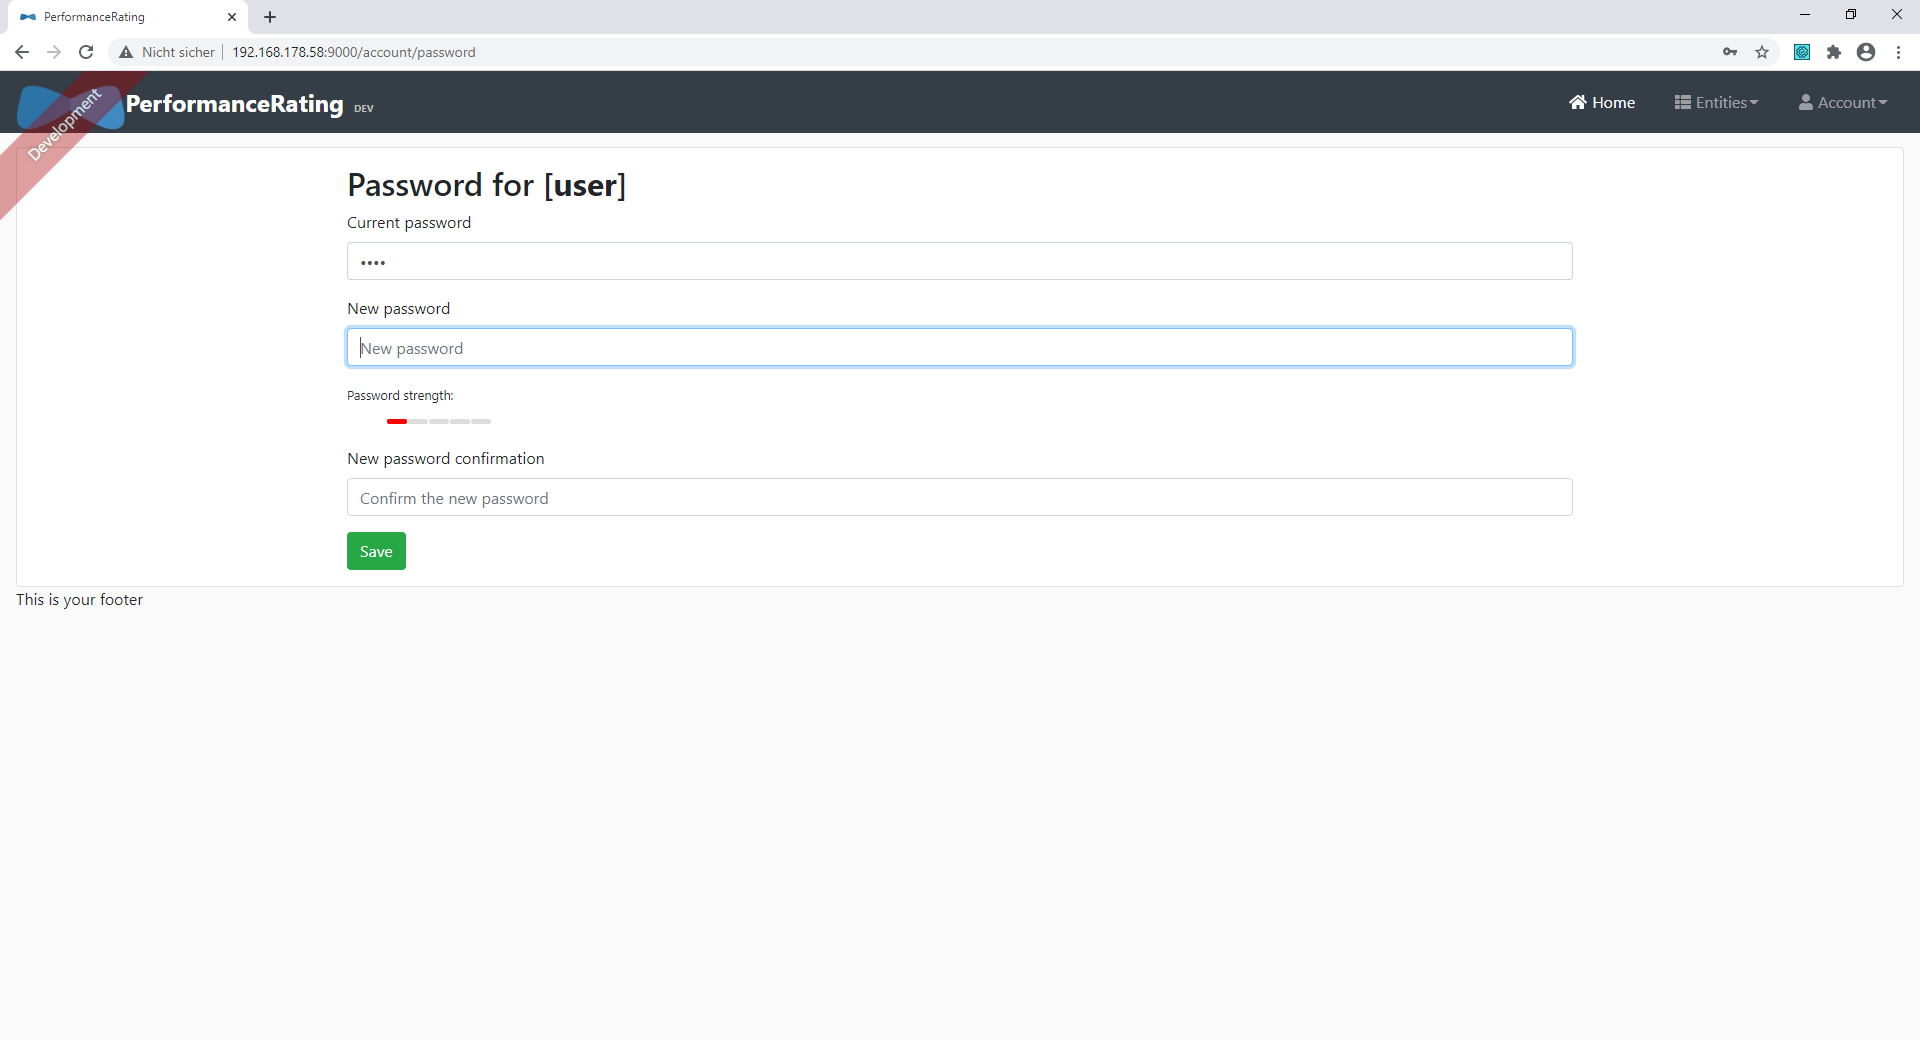 PerformanceRating
Nicht sicher 192.168.178.58:9000/account/password
Development
PerformanceRating DEV
Home Entities Account
Password for [user]
Current password
••••
New password
New password
Password strength:
New password confirmation
Confirm the new password
Save
This is your footer